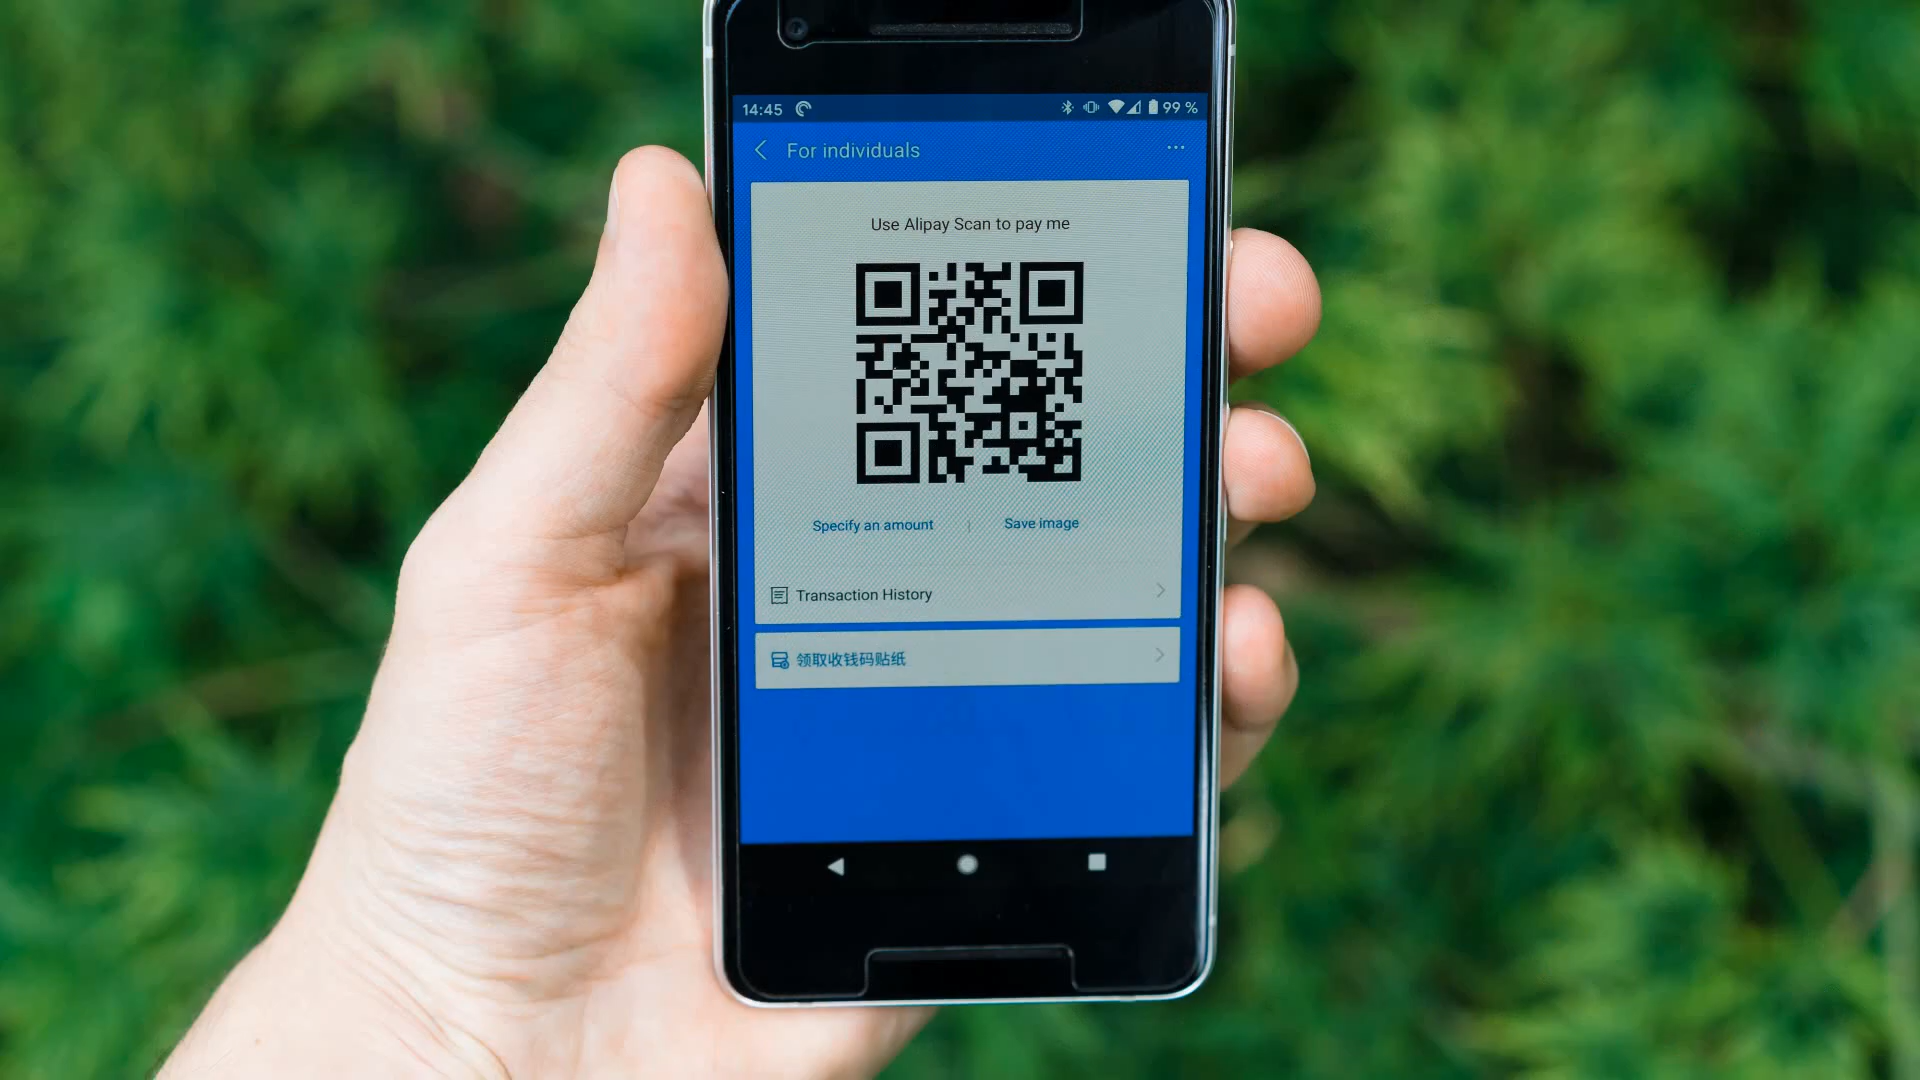 14:45 99 %
For individuals
Use Alipay Scan to pay me
Specify an amount | Save image
Transaction History
领取收钱码贴纸